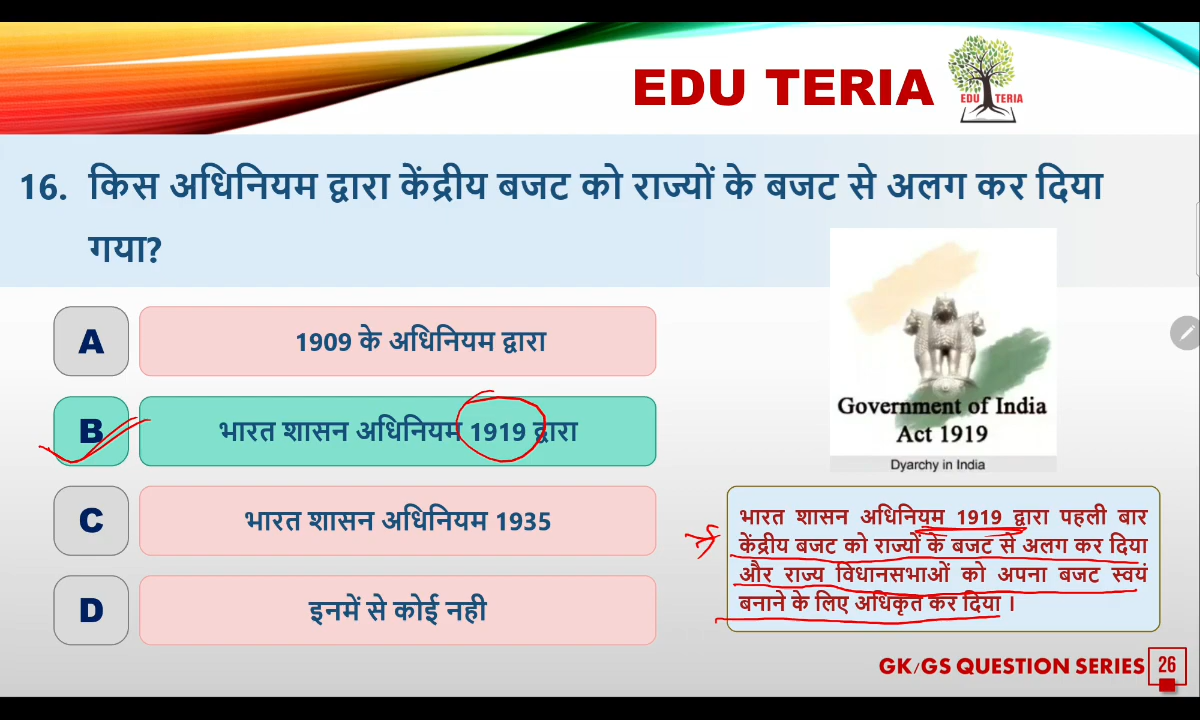 EDU TERIA
EDU TERIA
16. किस अधिनियम द्वारा केंद्रीय बजट को राज्यों के बजट से अलग कर दिया
गया?
A 1909 के अधिनियम द्वारा
B भारत शासन अधिनियम 1919 द्वारा
C भारत शासन अधिनियम 1935
D इनमें से कोई नही
Government of India
Act 1919
Dyarchy in India
भारत शासन अधिनियम 1919 द्वारा पहली बार
केंद्रीय बजट को राज्यों के बजट से अलग कर दिया
और राज्य विधानसभाओं को अपना बजट स्वयं
बनाने के लिए अधिकृत कर दिया ।
GK/GS QUESTION SERIES 26